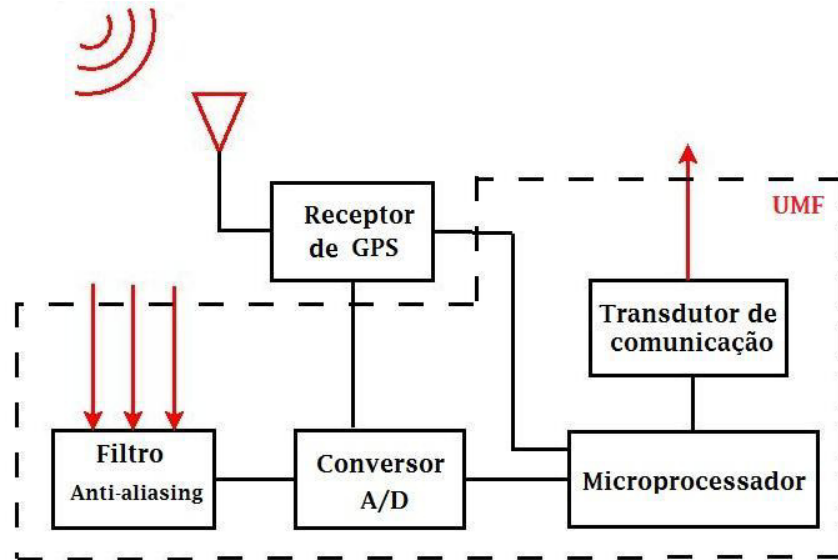 UMF
Receptor
de GPS
Transdutor de
comunicação
Filtro
Anti-aliasing
Conversor
A/D
Microprocessador